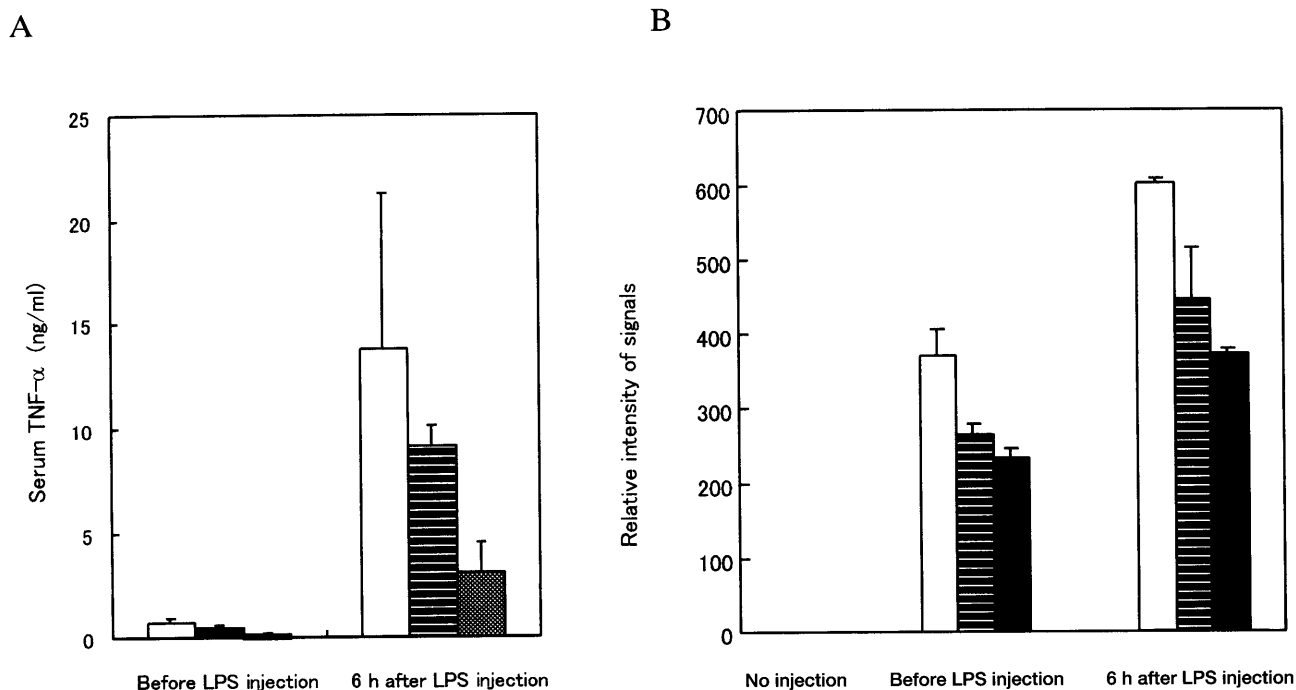 A
B
Serum TNF-α (ng/ml)
25
20
15
10
5
0
Before LPS injection
6 h after LPS injection
Relative intensity of signals
700
600
500
400
300
200
100
0
No injection
Before LPS injection
6 h after LPS injection